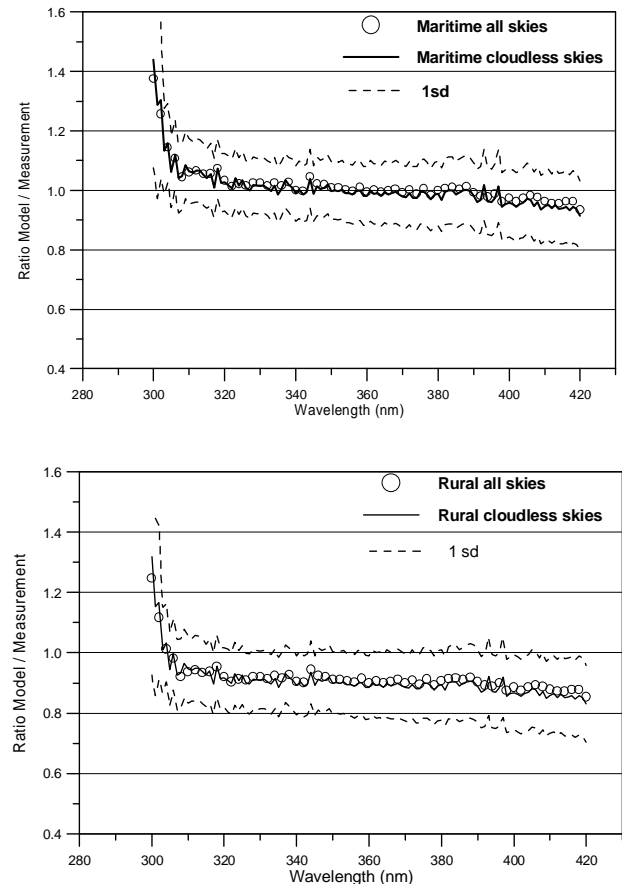 1.6
Maritime all skies
1.4
Maritime cloudless skies
1sd
1.2
Ratio Model / Measurement
1.0
0.8
0.6
0.4
280 300 320 340 360 380 400 420
Wavelength (nm)
1.6
Rural all skies
1.4
Rural cloudless skies
1 sd
1.2
Ratio Model / Measurement
1.0
0.8
0.6
0.4
280 300 320 340 360 380 400 420
Wavelength (nm)